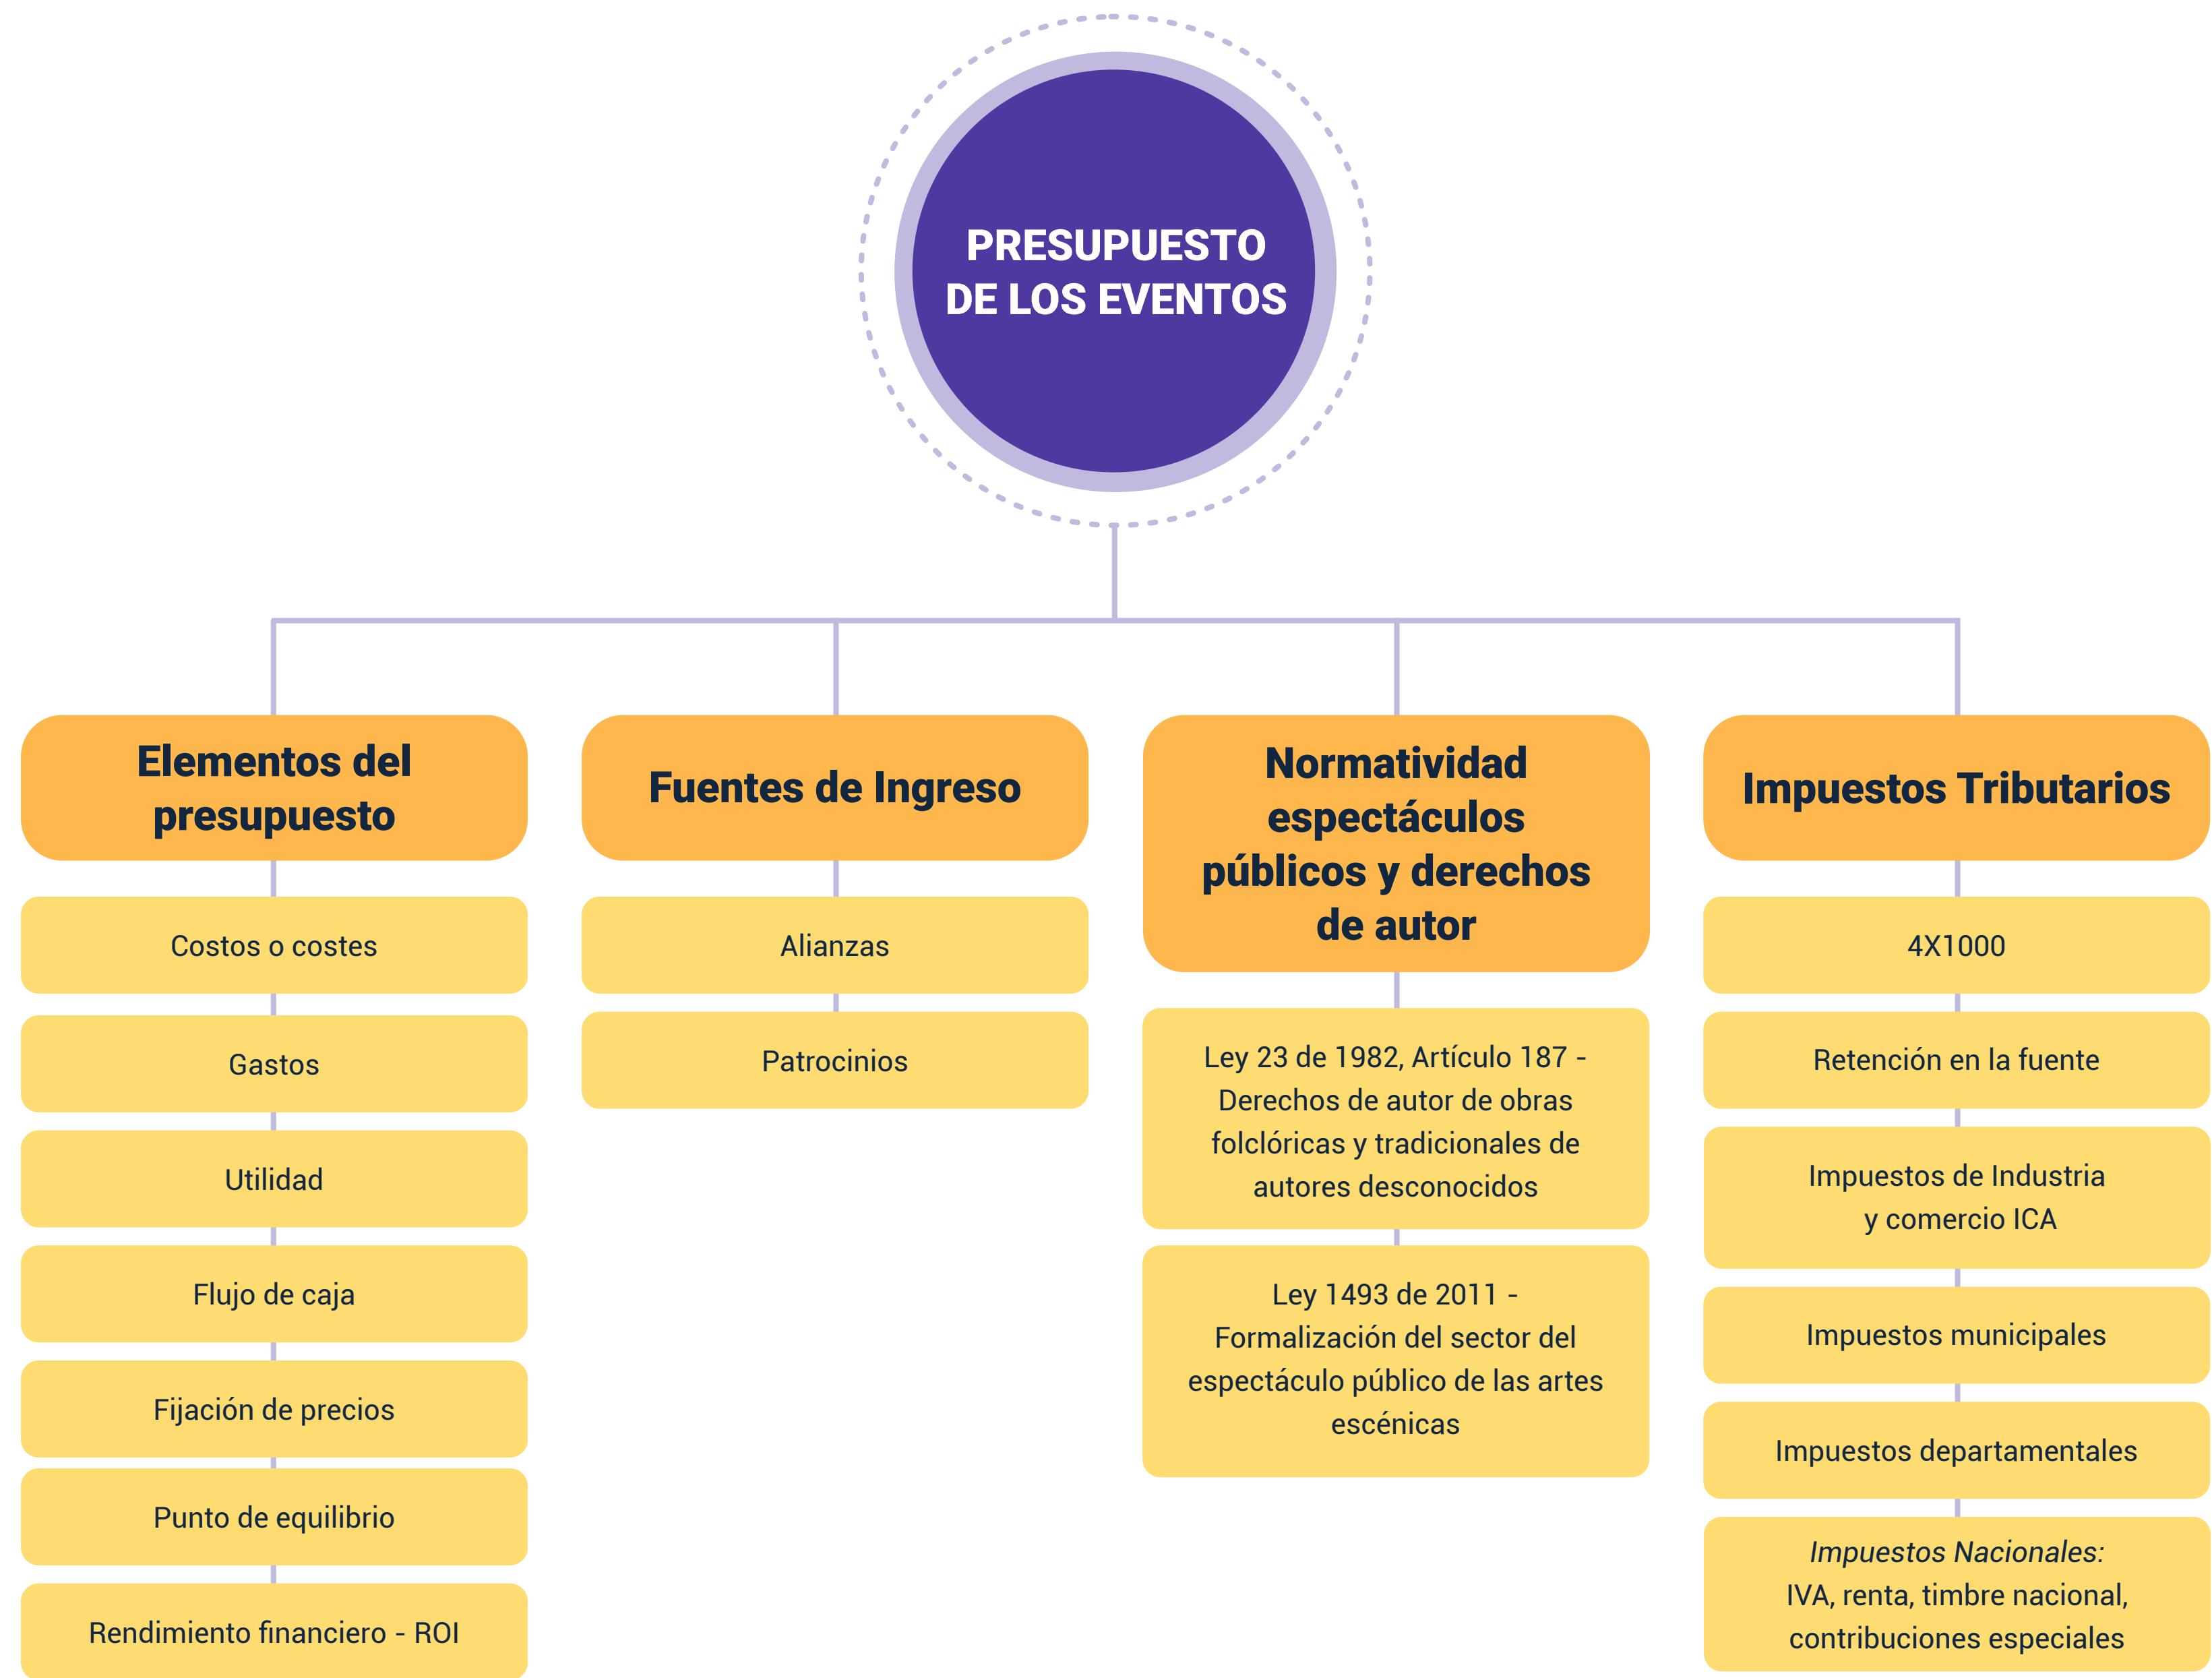 PRESUPUESTO
DE LOS EVENTOS
Elementos del
presupuesto
Costos o costes
Gastos
Utilidad
Flujo de caja
Fijación de precios
Punto de equilibrio
Rendimiento financiero - ROI
Fuentes de Ingreso
Alianzas
Patrocinios
Normatividad
espectáculos
públicos y derechos
de autor
Ley 23 de 1982, Artículo 187 -
Derechos de autor de obras
folclóricas y tradicionales de
autores desconocidos
Ley 1493 de 2011 -
Formalización del sector del
espectáculo público de las artes
escénicas
Impuestos Tributarios
4X1000
Retención en la fuente
Impuestos de Industria
y comercio ICA
Impuestos municipales
Impuestos departamentales
Impuestos Nacionales:
IVA, renta, timbre nacional,
contribuciones especiales